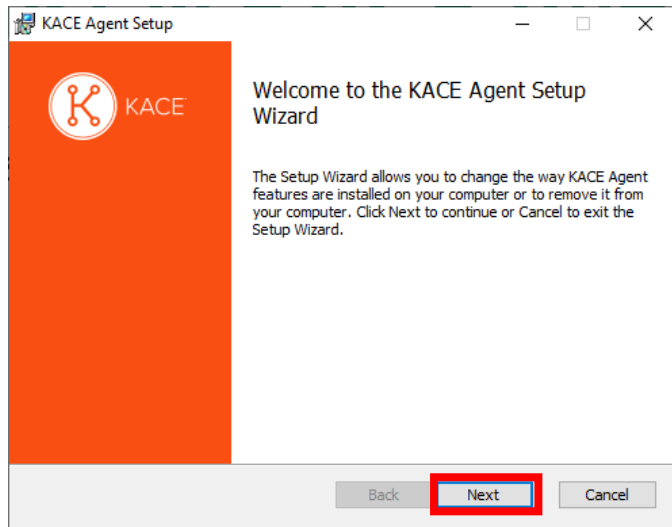 KACE Agent Setup
KACE
Welcome to the KACE Agent Setup
Wizard
The Setup Wizard allows you to change the way KACE Agent
features are installed on your computer or to remove it from
your computer. Click Next to continue or Cancel to exit the
Setup Wizard.
Back Next Cancel